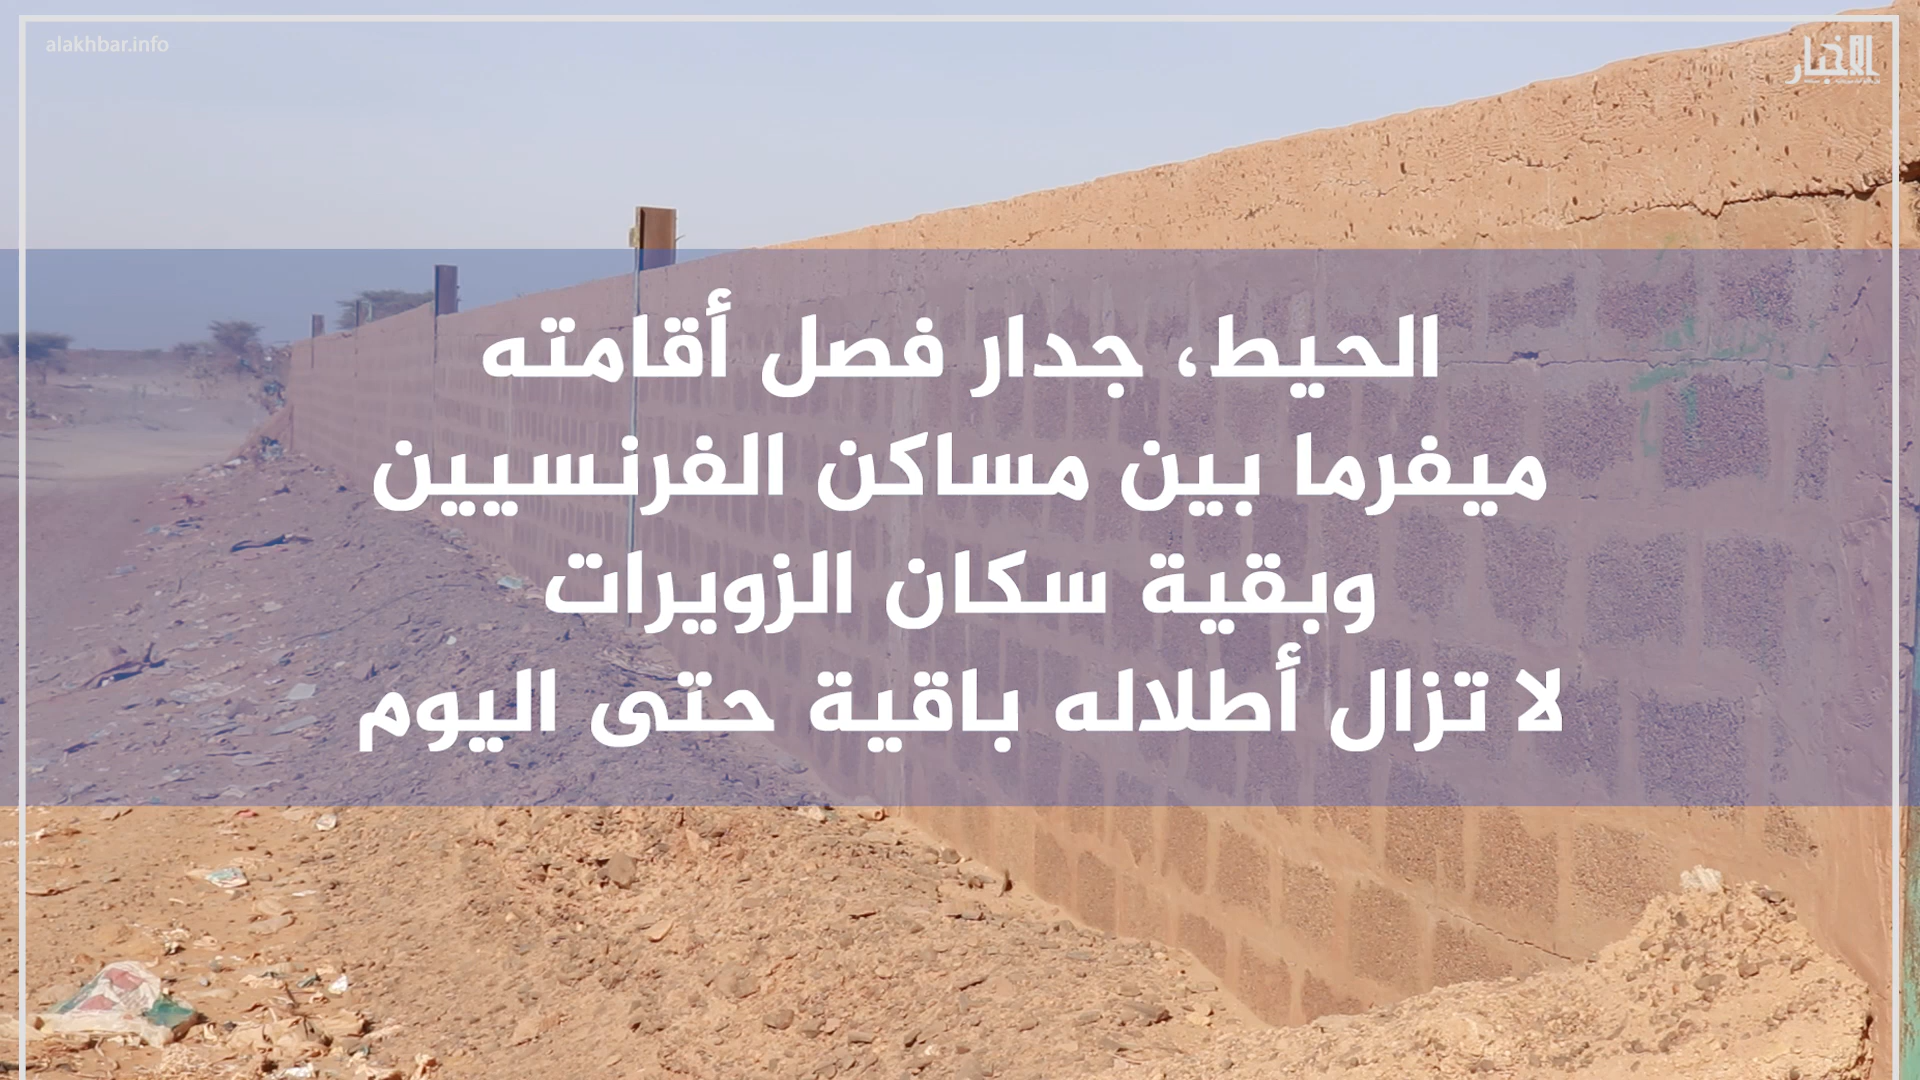 alakhbar.info
الأخبار
الحيط، جدار فصل أقامته
ميفرما بين مساكن الفرنسيين
وبقية سكان الزويرات
لا تزال أطلاله باقية حتى اليوم